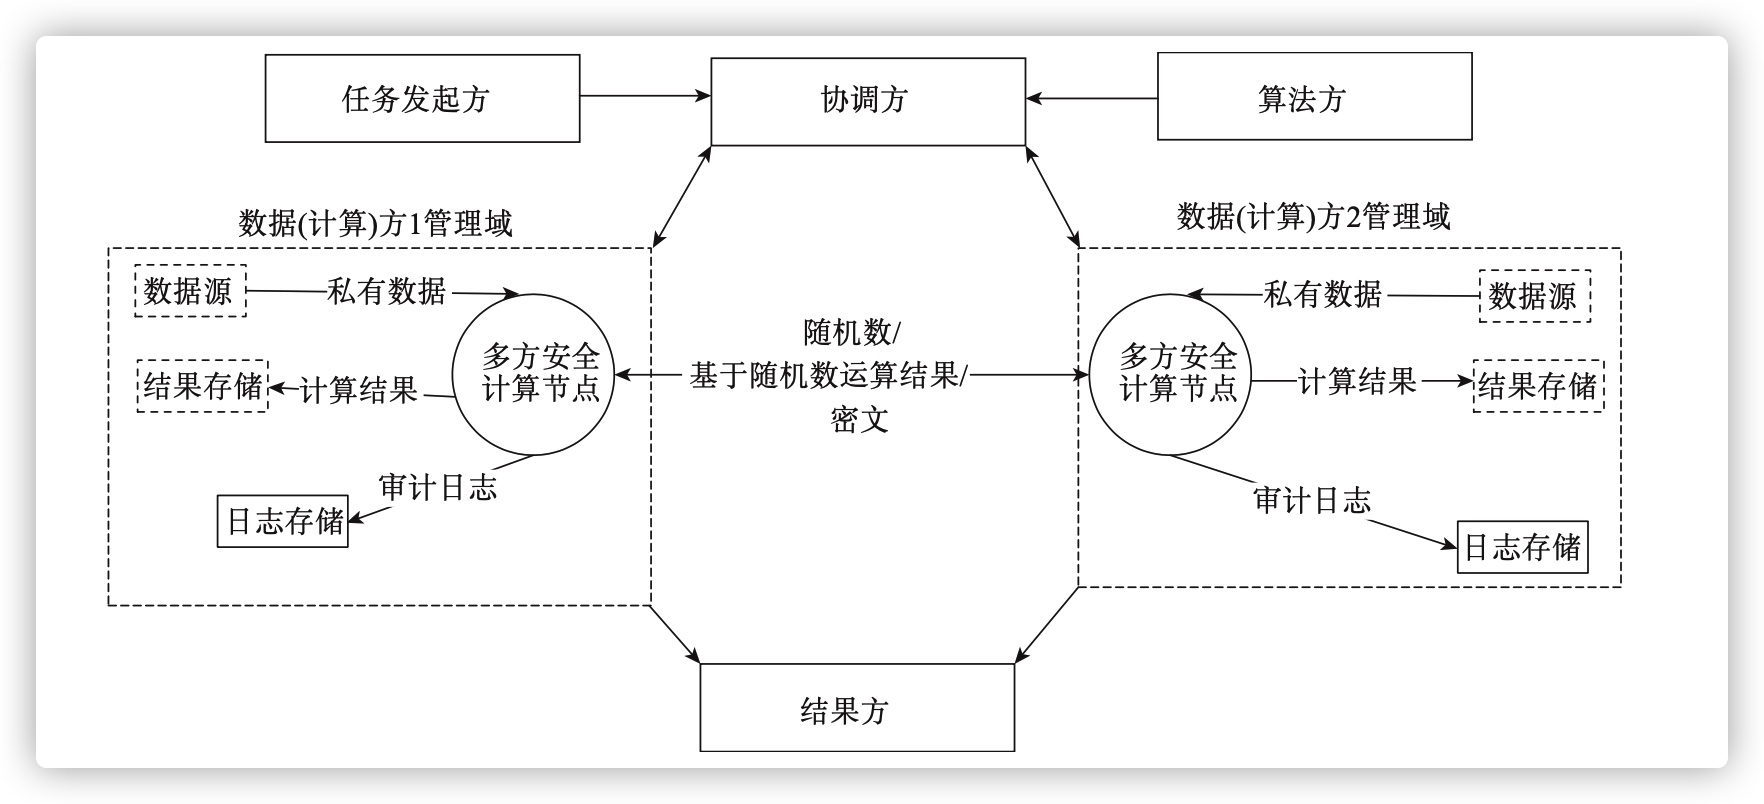 任务发起方
协调方
算法方
数据(计算)方1管理域
数据(计算)方2管理域
数据源
私有数据
多方安全
计算节点
结果存储
计算结果
审计日志
日志存储
随机数/
基于随机数运算结果/
密文
私有数据
数据源
多方安全
计算节点
计算结果
结果存储
审计日志
日志存储
结果方